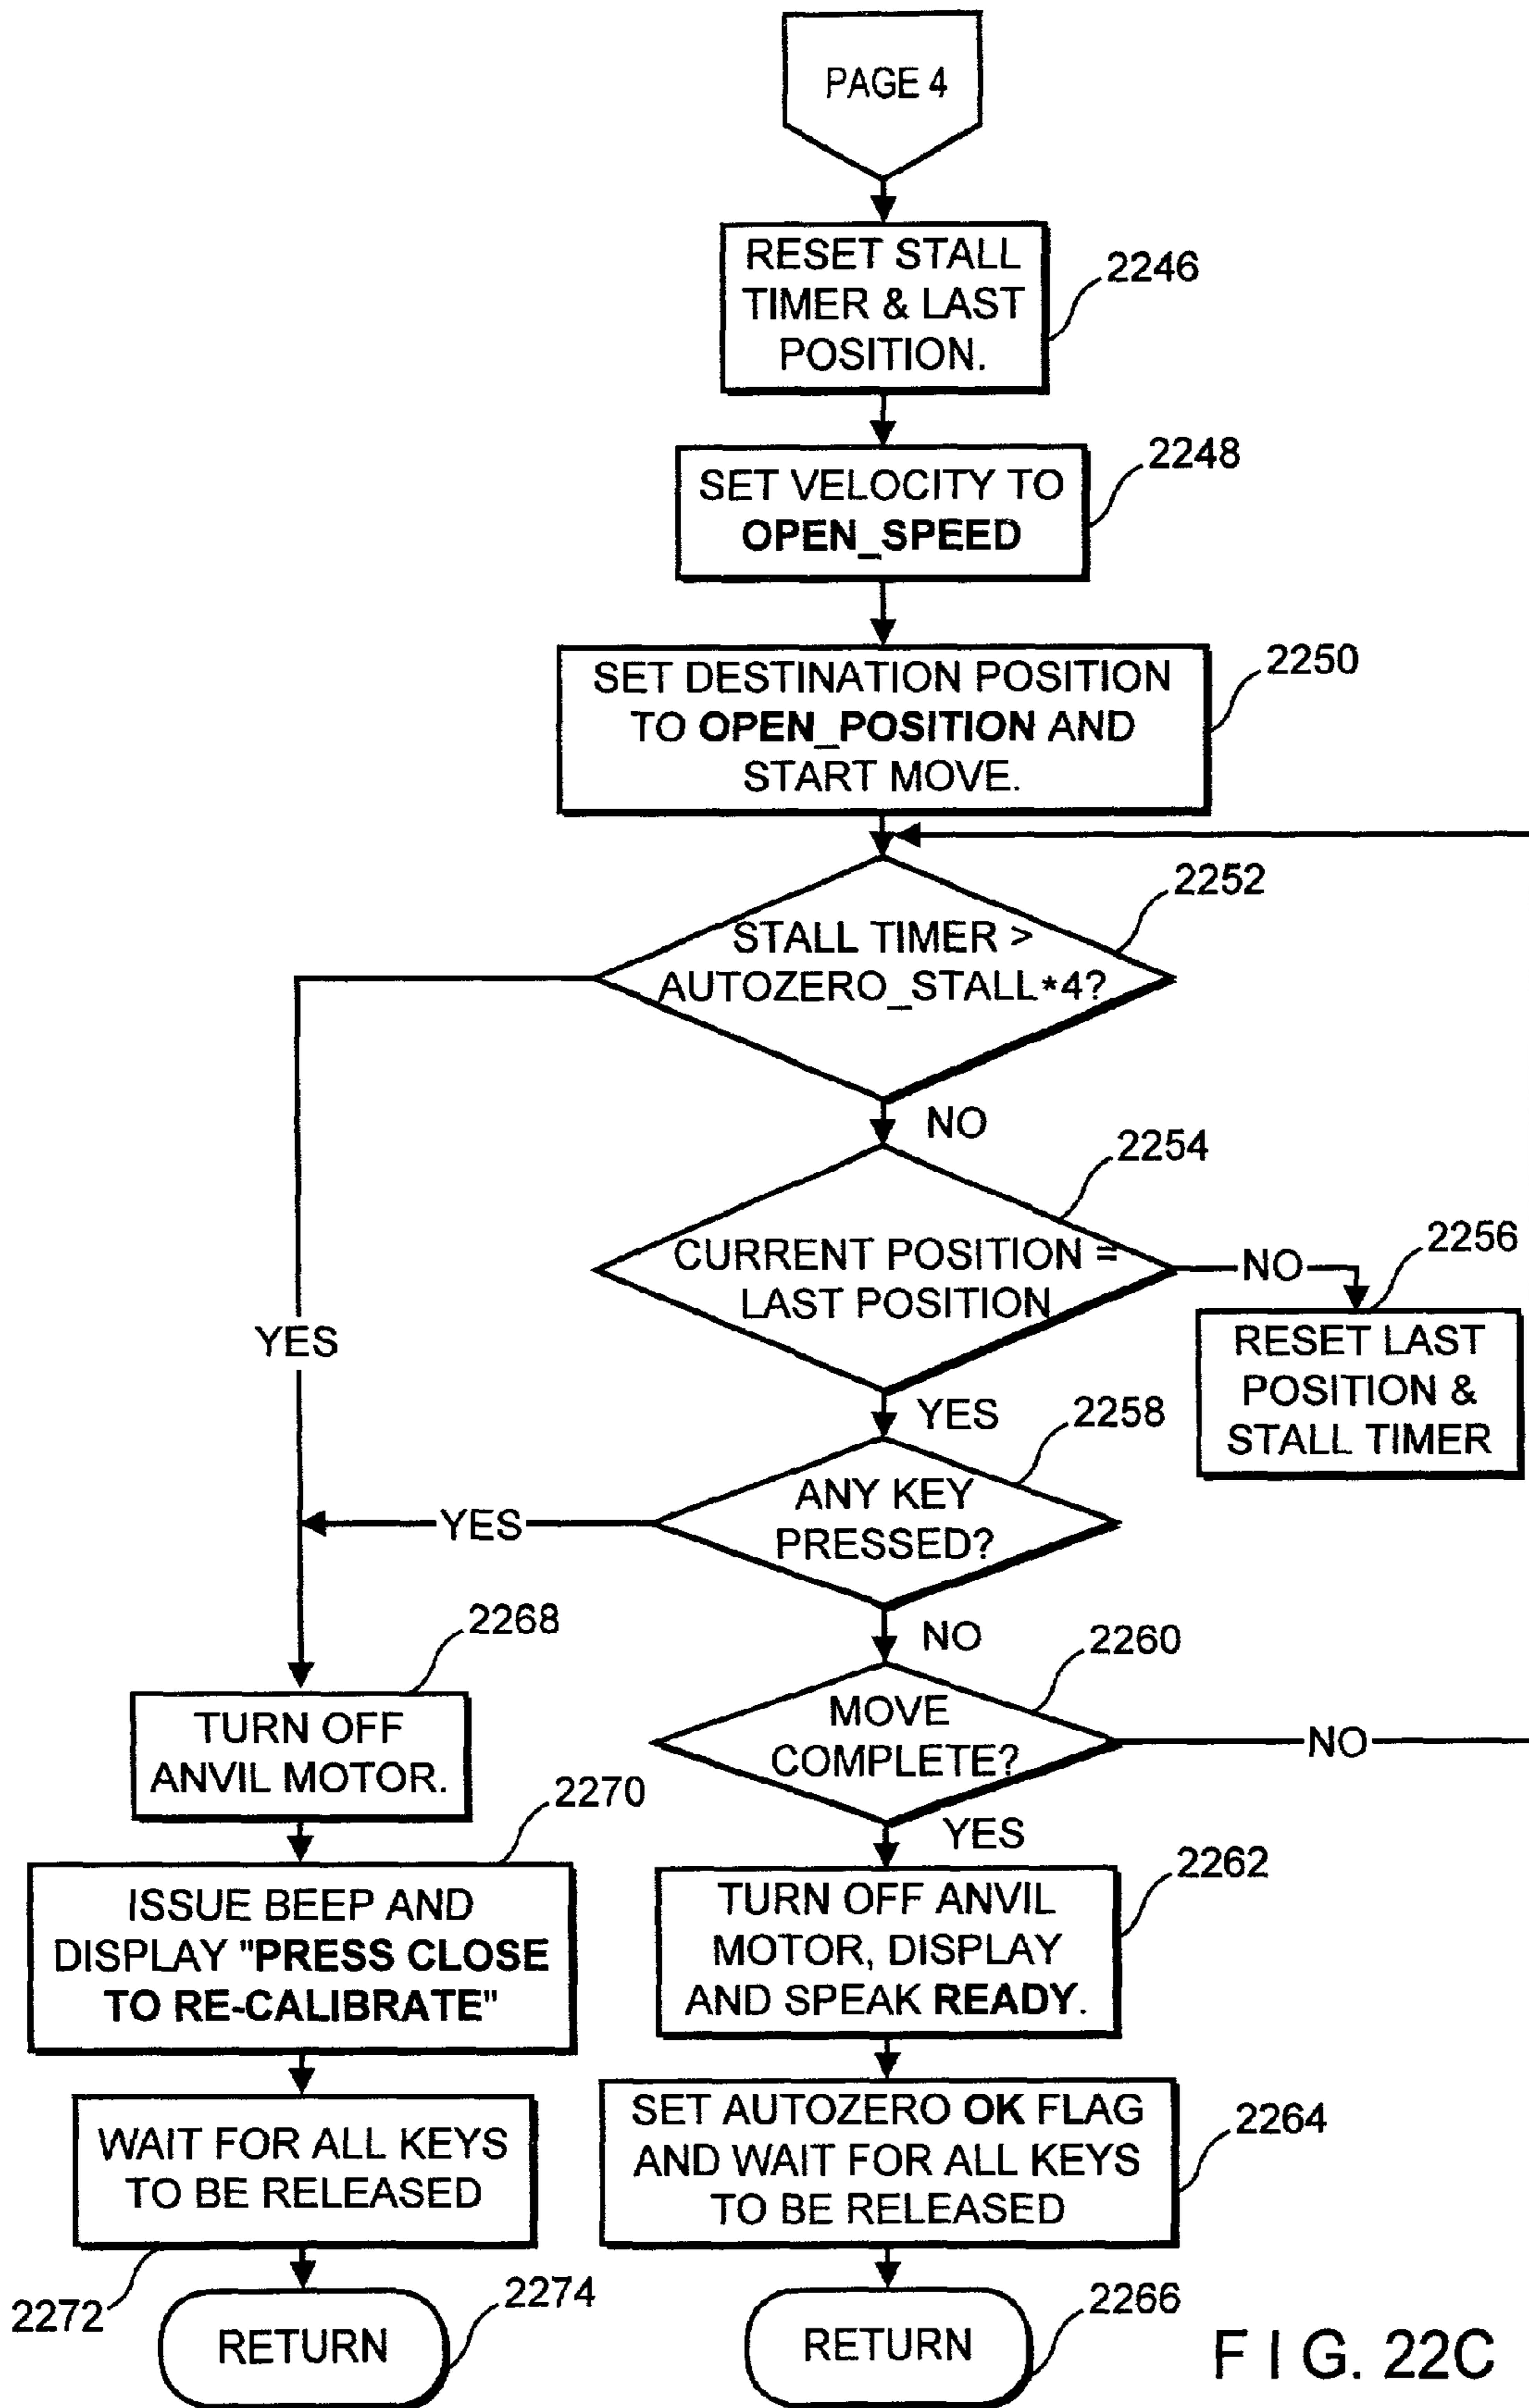 PAGE 4
RESET STALL
TIMER & LAST
POSITION.
2246
SET VELOCITY TO
OPEN_SPEED
2248
SET DESTINATION POSITION
TO OPEN_POSITION AND
START MOVE.
2250
STALL TIMER >
AUTOZERO_STALL*4?
2252
YES
NO
CURRENT POSITION =
LAST POSITION
2254
NO
RESET LAST
POSITION &
STALL TIMER
2256
YES
ANY KEY
PRESSED?
2258
YES
NO
MOVE
COMPLETE?
2260
NO
YES
TURN OFF
ANVIL MOTOR.
2268
ISSUE BEEP AND
DISPLAY "PRESS CLOSE
TO RE-CALIBRATE"
2270
WAIT FOR ALL KEYS
TO BE RELEASED
2272
RETURN
2274
TURN OFF ANVIL
MOTOR, DISPLAY
AND SPEAK READY.
2262
SET AUTOZERO OK FLAG
AND WAIT FOR ALL KEYS
TO BE RELEASED
2264
RETURN
2266
FIG. 22C